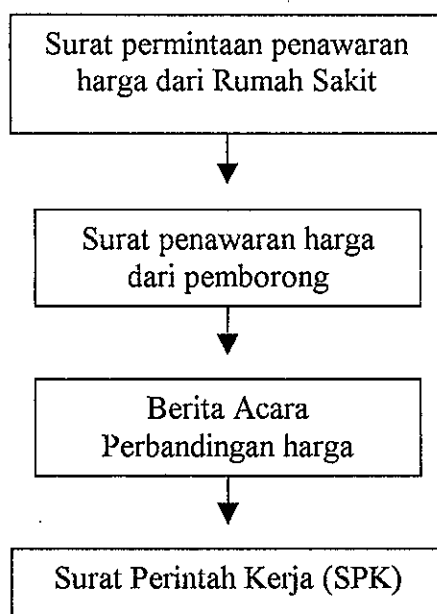 Surat permintaan penawaran
harga dari Rumah Sakit
Surat penawaran harga
dari pemborong
Berita Acara
Perbandingan harga
Surat Perintah Kerja (SPK)